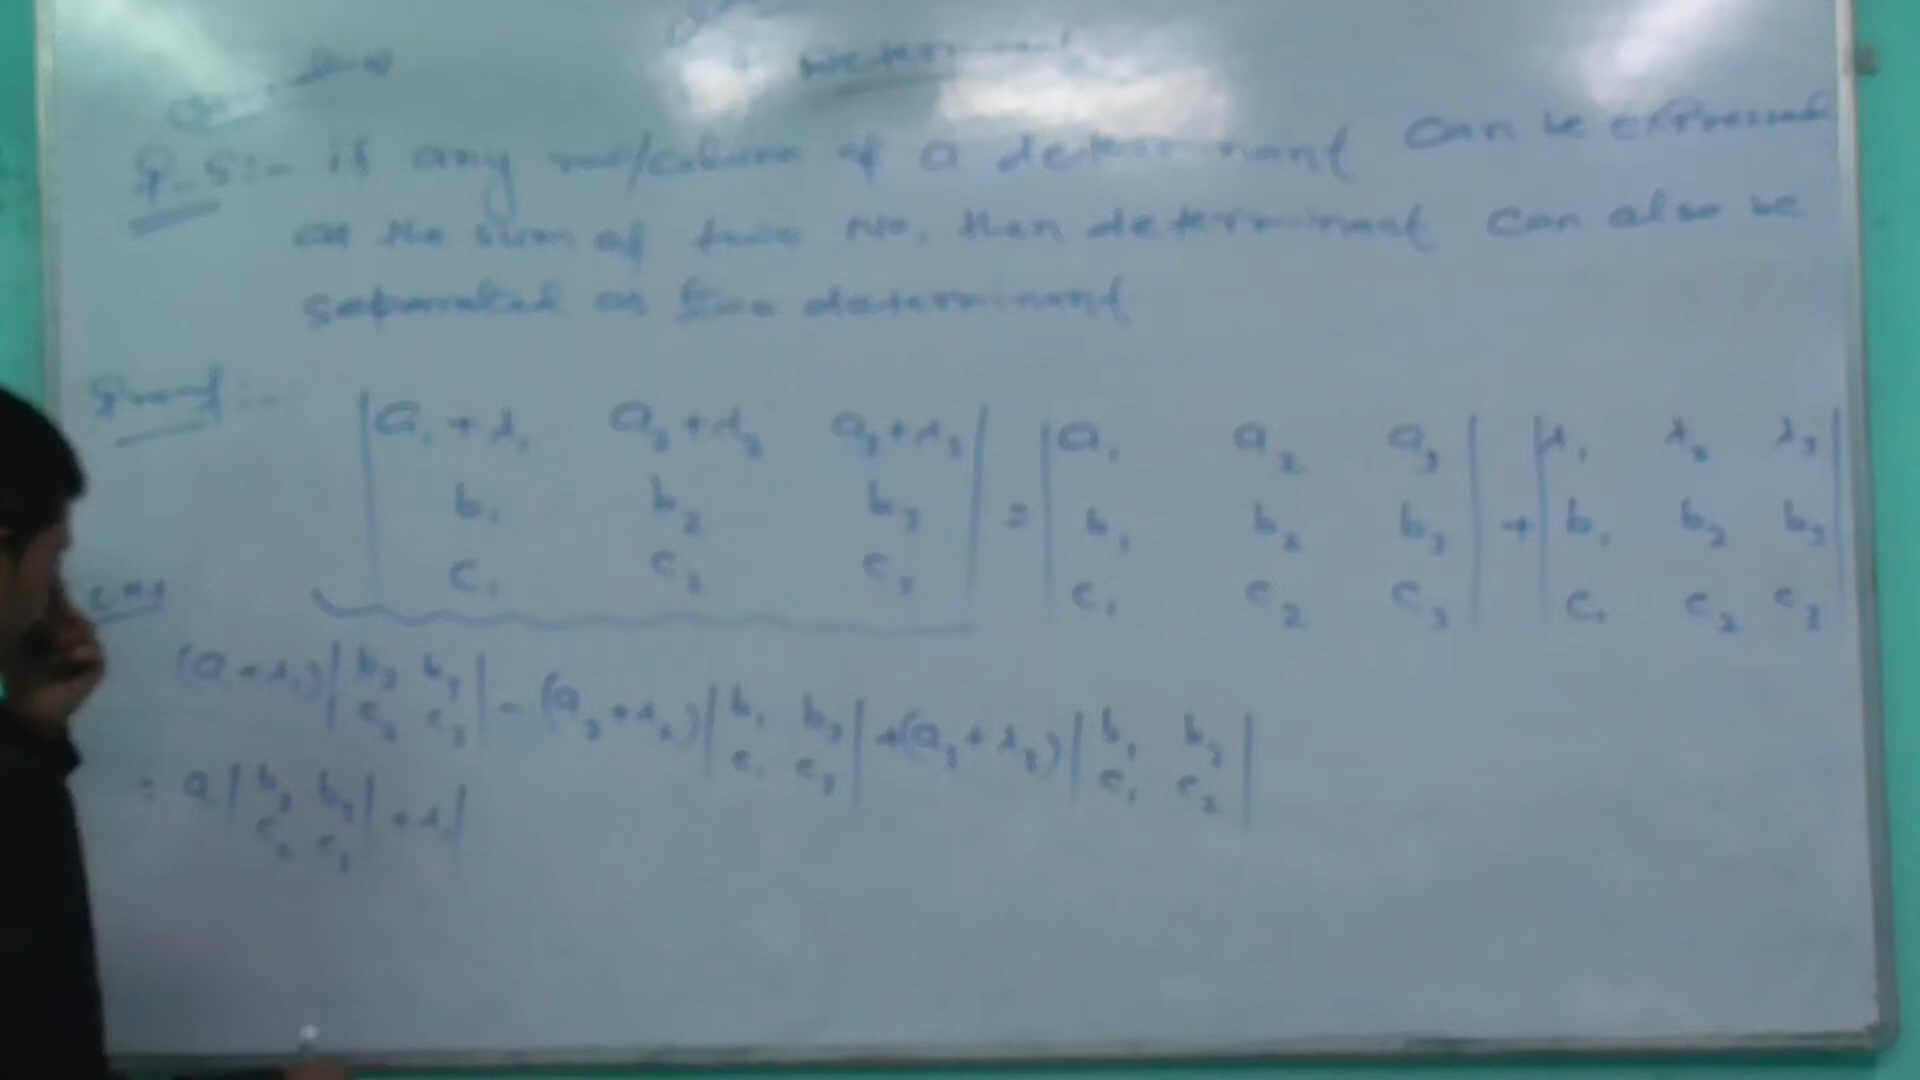 Determinant
P-5:- if any row/column of a determinant can be expressed
as the sum of two No. then determinant can also be
separated as two determinant
Proof:-
| a₁ + λ₁ a₂ + λ₂ a₃ + λ₃ | = | a₁ a₂ a₃ | + | λ₁ λ₂ λ₃ |
| b₁ b₂ b₃ | | b₁ b₂ b₃ | | b₁ b₂ b₃ |
| c₁ c₂ c₃ | | c₁ c₂ c₃ | | c₁ c₂ c₃ |
LHS
(a + λ₁) | b₂ b₃ | - (a₂ + λ₂) | b₁ b₃ | + (a₃ + λ₃) | b₁ b₂ |
| c₂ c₃ | | c₁ c₃ | | c₁ c₂ |
= a | b₂ b₃ | + λ₁ |
| c₂ c₃ |